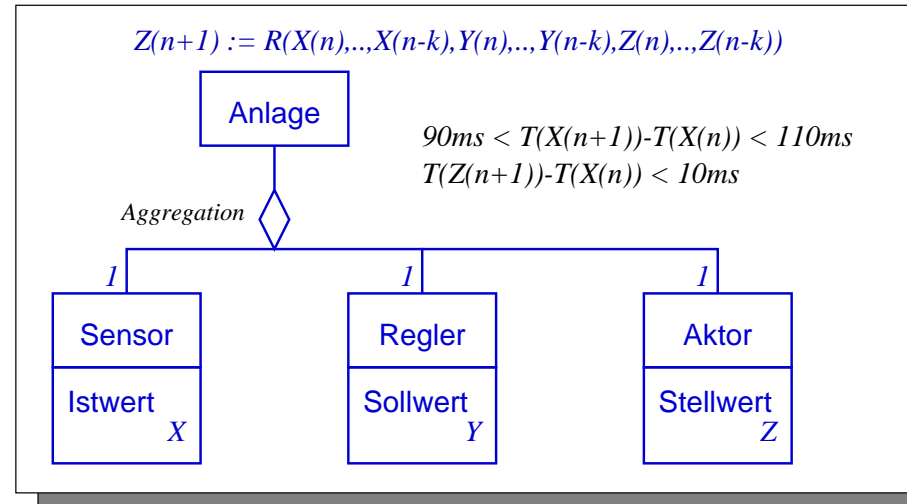 Z(n+1) := R(X(n),..,X(n-k),Y(n),..,Y(n-k),Z(n),..,Z(n-k))
Anlage
90ms < T(X(n+1))-T(X(n)) < 110ms
T(Z(n+1))-T(X(n)) < 10ms
Aggregation
1 1 1
Sensor Regler Aktor
Istwert Sollwert Stellwert
X Y Z